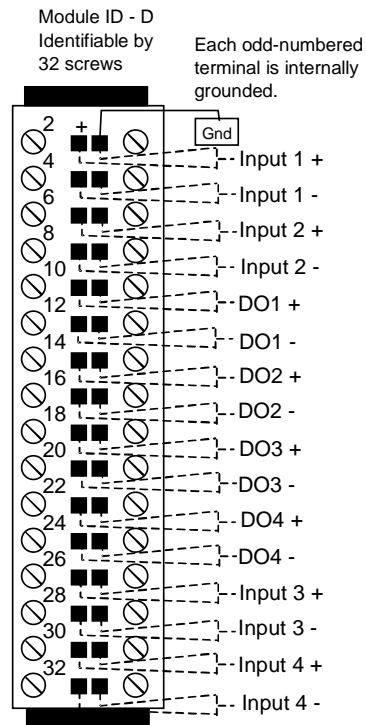 Module ID - D
Identifiable by
32 screws
Each odd-numbered
terminal is internally
grounded.
Gnd
2
+
4
Input 1 +
6
Input 1 -
8
Input 2 +
10
Input 2 -
12
DO1 +
14
DO1 -
16
DO2 +
18
DO2 -
20
DO3 +
22
DO3 -
24
DO4 +
26
DO4 -
28
Input 3 +
30
Input 3 -
32
Input 4 +
Input 4 -